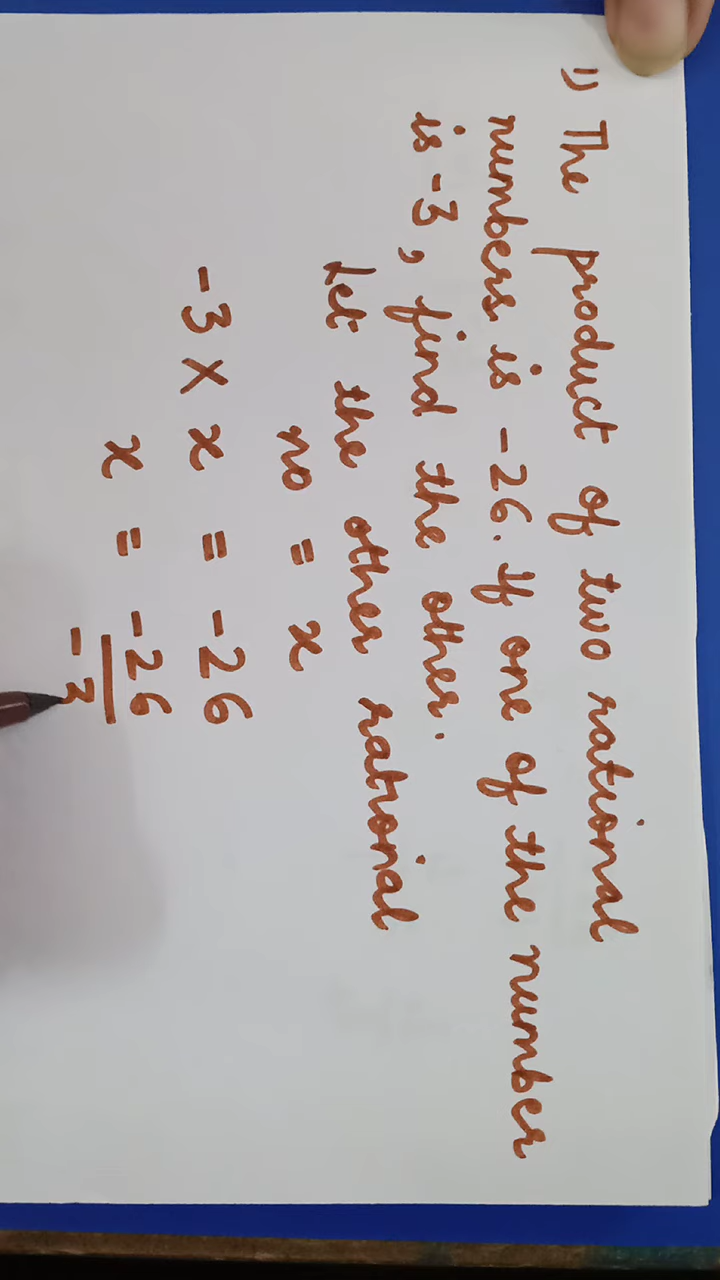 1) The product of two rational
numbers is -26. If one of the number
is -3, find the other.
Let the other rational
no = x
-3 × x = -26
x = -26
-3